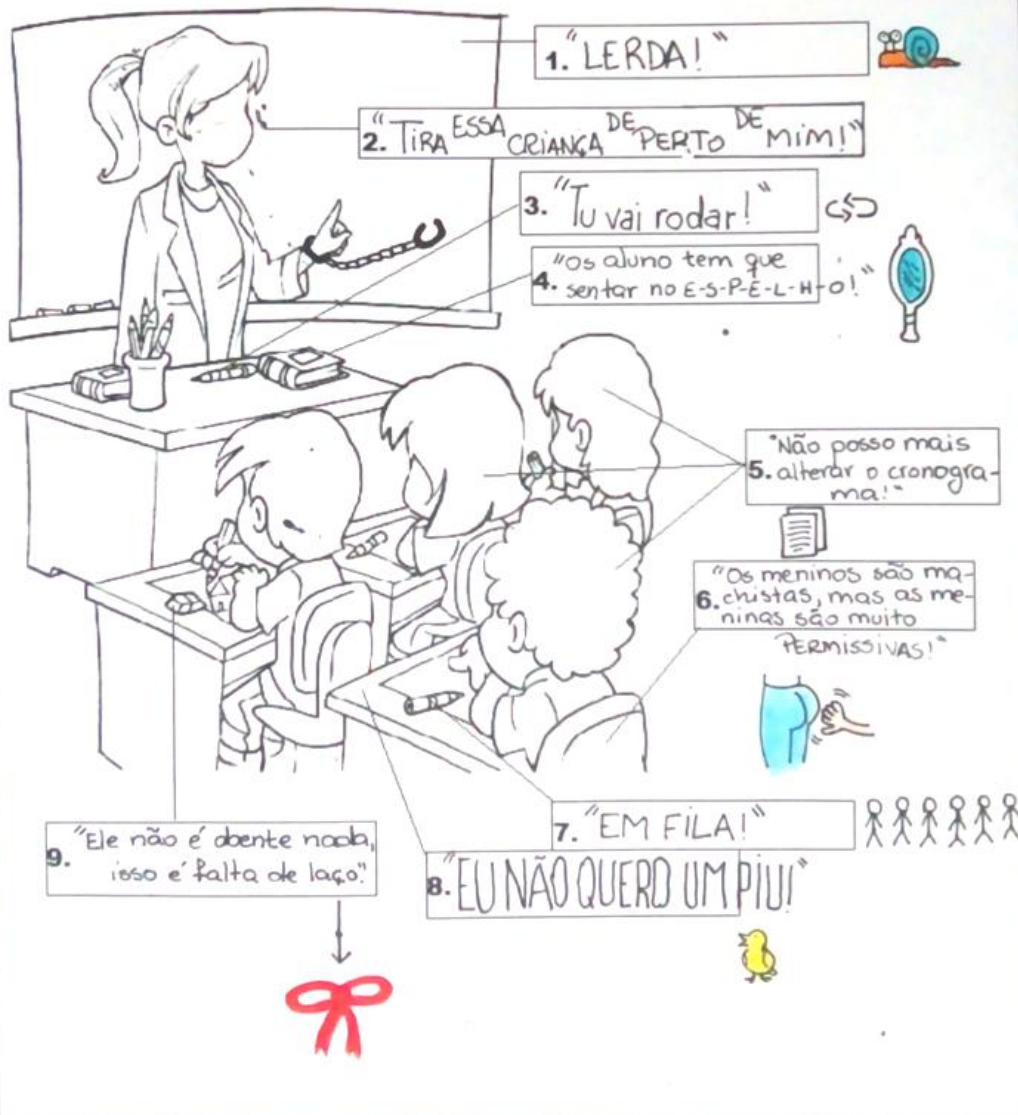 1. "LERDA!"
2. "TIRA ESSA CRIANÇA DE PERTO DE MIM!"
3. "Tu vai rodar!"
"Os aluno tem que
4. sentar no E-S-P-E-L-H-O!"
"Não posso mais
5. alterar o cronogra-
ma!"
"Os meninos são ma-
6. chistas, mas as me-
ninas são muito
PERMISSIVAS!"
7. "EM FILA!"
8. "EU NÃO QUERO UM PIU!"
"Ele não é doente nada,
9. isso é falta de laço."